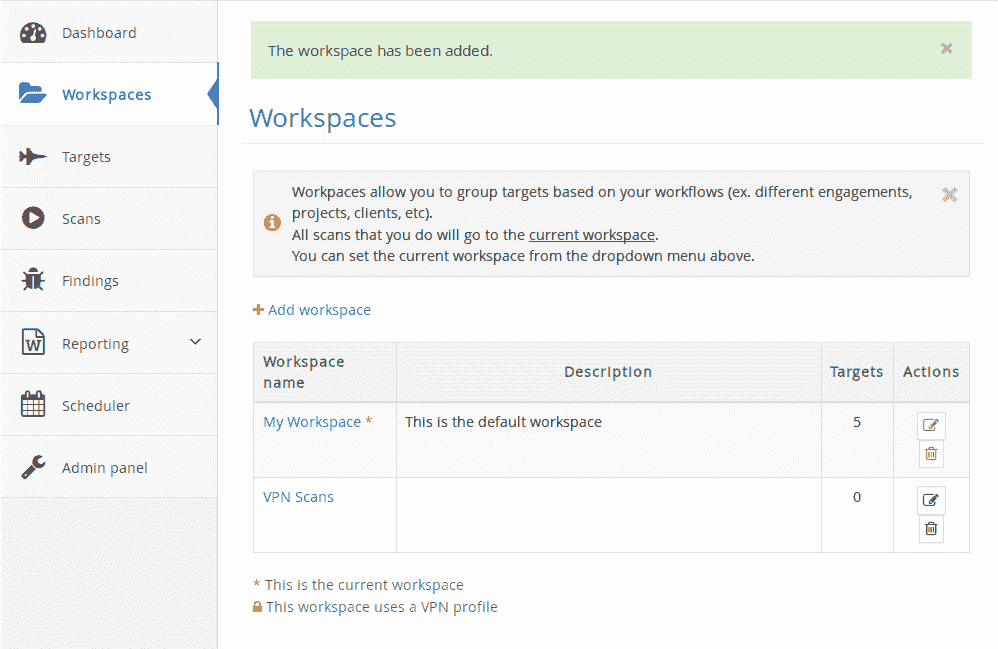 Dashboard
Workspaces
Targets
Scans
Findings
Reporting
Scheduler
Admin panel
The workspace has been added.
Workspaces
Workpaces allow you to group targets based on your workflows (ex. different engagements,
projects, clients, etc).
All scans that you do will go to the current workspace.
You can set the current workspace from the dropdown menu above.
+ Add workspace
Workspace
name
Description
Targets
Actions
My Workspace *
This is the default workspace
5
VPN Scans
0
* This is the current workspace
This workspace uses a VPN profile